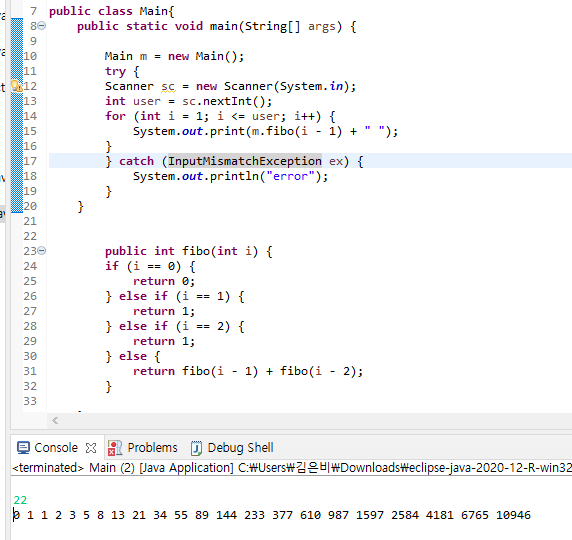 7 public class Main{
8 public static void main(String[] args) {
9
10 Main m = new Main();
11 try {
12 Scanner sc = new Scanner(System.in);
13 int user = sc.nextInt();
14 for (int i = 1; i <= user; i++) {
15 System.out.print(m.fibo(i - 1) + " ");
16 }
17 } catch (InputMismatchException ex) {
18 System.out.println("error");
19 }
20 }
21
22
23 public int fibo(int i) {
24 if (i == 0) {
25 return 0;
26 } else if (i == 1) {
27 return 1;
28 } else if (i == 2) {
29 return 1;
30 } else {
31 return fibo(i - 1) + fibo(i - 2);
32 }
33
Console Problems Debug Shell
<terminated> Main (2) [Java Application] C:₩Users₩김은비₩Downloads₩eclipse-java-2020-12-R-win32
22
0 1 1 2 3 5 8 13 21 34 55 89 144 233 377 610 987 1597 2584 4181 6765 10946